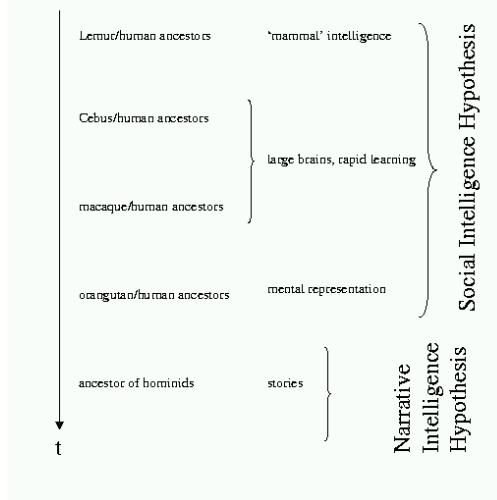 Lemur/human ancestors
'mammal' intelligence
Cebus/human ancestors
large brains, rapid learning
macaque/human ancestors
orangutan/human ancestors
mental representation
Social Intelligence Hypothesis
ancestor of hominids
stories
Narrative
Intelligence
Hypothesis
t